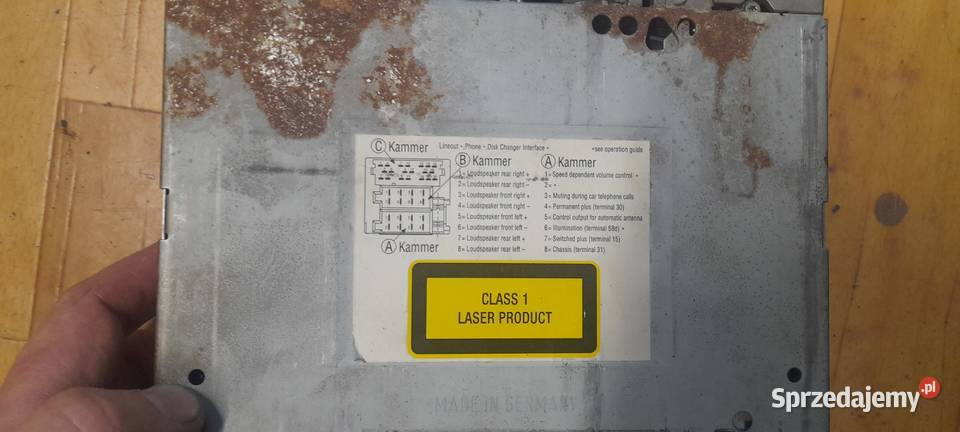 C Kammer
Lineout *, Phone *, Disk Changer Interface *
*see operation guide
B Kammer
1= Loudspeaker rear right +
2= Loudspeaker rear right –
3= Loudspeaker front right +
4= Loudspeaker front right –
5= Loudspeaker front left +
6= Loudspeaker front left –
7= Loudspeaker rear left +
8= Loudspeaker rear left –
A Kammer
1= Speed dependent volume control *
2= *
3= Muting during car telephone calls
4= Permanent plus (terminal 30)
5= Control output for automatic antenna
6= Illumination (terminal 58d) *
7= Switched plus (terminal 15)
8= Chassis (terminal 31)
A Kammer
CLASS 1
LASER PRODUCT
MADE IN GERMANY
Sprzedajemy.pl